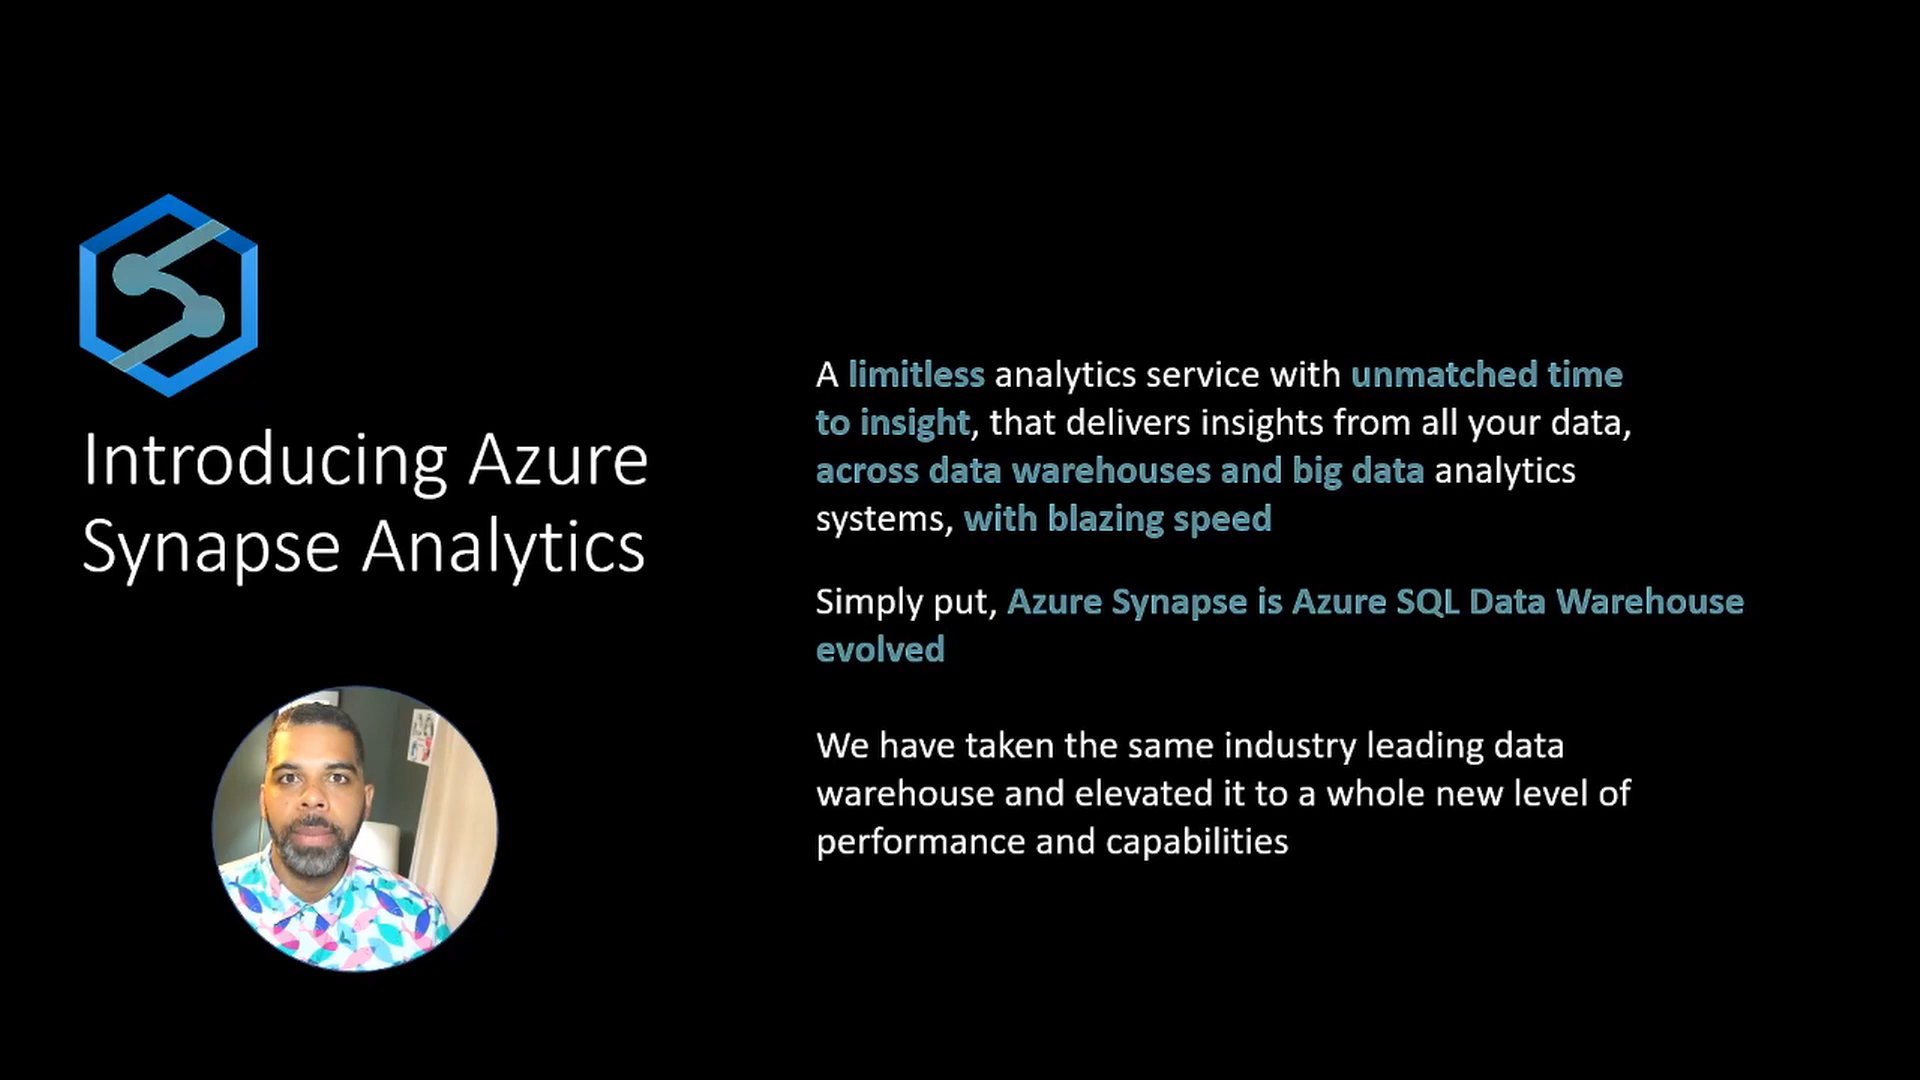 Introducing Azure
Synapse Analytics
A limitless analytics service with unmatched time
to insight, that delivers insights from all your data,
across data warehouses and big data analytics
systems, with blazing speed
Simply put, Azure Synapse is Azure SQL Data Warehouse
evolved
We have taken the same industry leading data
warehouse and elevated it to a whole new level of
performance and capabilities